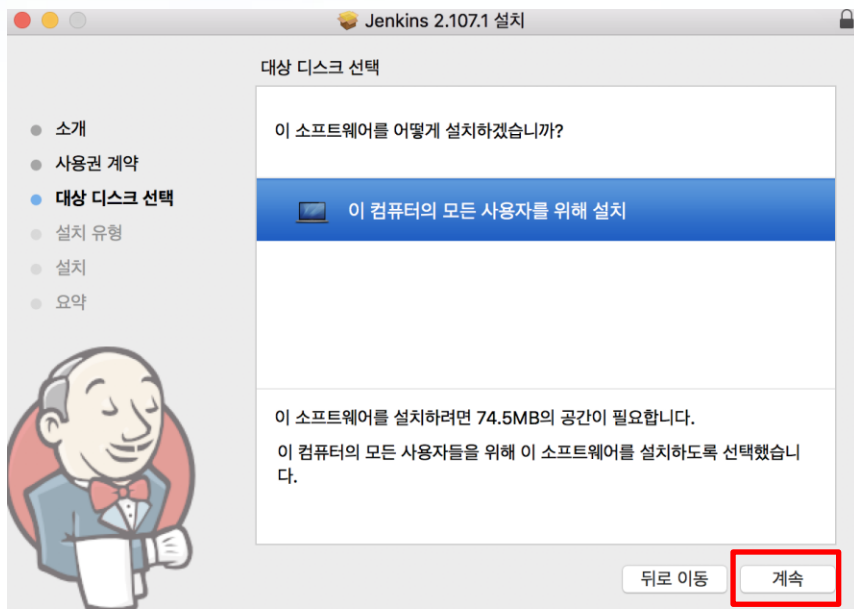 Jenkins 2.107.1 설치
대상 디스크 선택
소개
사용권 계약
대상 디스크 선택
설치 유형
설치
요약
이 소프트웨어를 어떻게 설치하겠습니까?
이 컴퓨터의 모든 사용자를 위해 설치
이 소프트웨어를 설치하려면 74.5MB의 공간이 필요합니다.
이 컴퓨터의 모든 사용자들을 위해 이 소프트웨어를 설치하도록 선택했습니
다.
뒤로 이동
계속